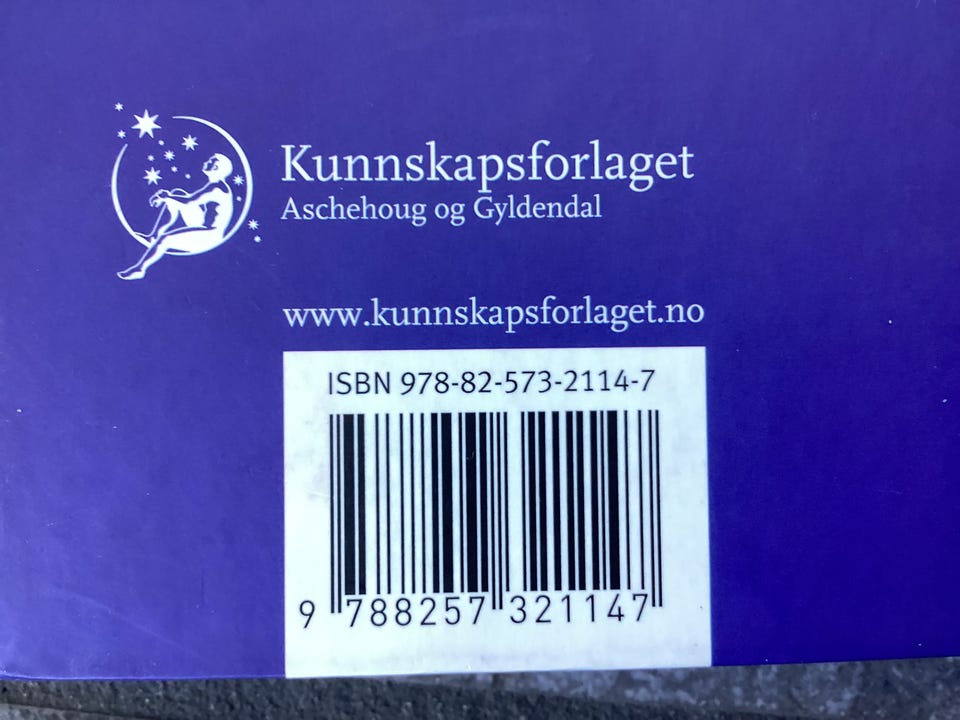 Kunnskapsforlaget
Aschehoug og Gyldendal
www.kunnskapsforlaget.no
ISBN 978-82-573-2114-7
9 788257 321147